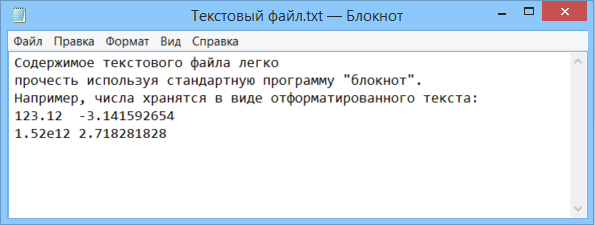 Текстовый файл.txt — Блокнот
Файл Правка Формат Вид Справка
Содержимое текстового файла легко
прочесть используя стандартную программу "блокнот".
Например, числа хранятся в виде отформатированного текста:
123.12  -3.141592654
1.52e12 2.718281828